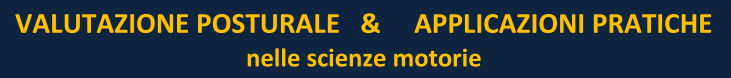 VALUTAZIONE POSTURALE & APPLICAZIONI PRATICHE
nelle scienze motorie